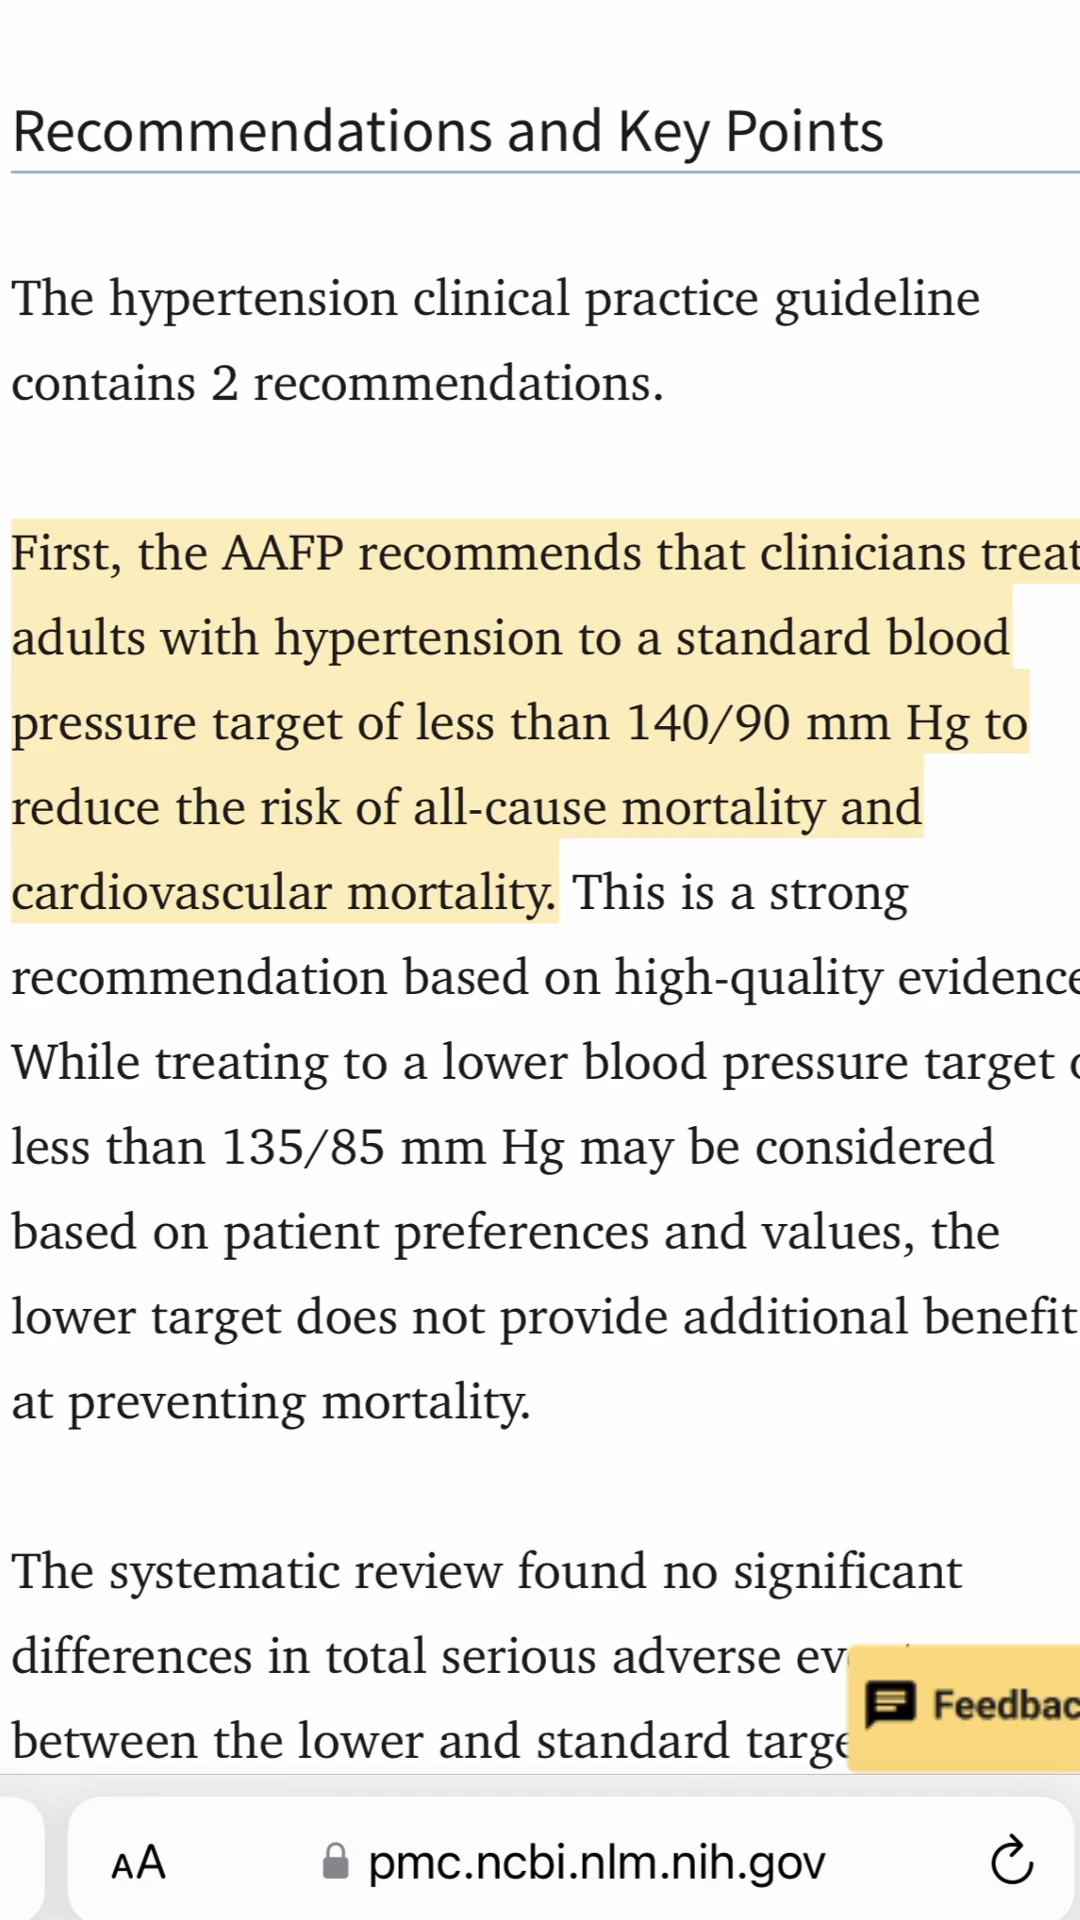 Recommendations and Key Points
The hypertension clinical practice guideline
contains 2 recommendations.
First, the AAFP recommends that clinicians treat
adults with hypertension to a standard blood
pressure target of less than 140/90 mm Hg to
reduce the risk of all-cause mortality and
cardiovascular mortality. This is a strong
recommendation based on high-quality evidence
While treating to a lower blood pressure target
less than 135/85 mm Hg may be considered
based on patient preferences and values, the
lower target does not provide additional benefit
at preventing mortality.
The systematic review found no significant
differences in total serious adverse
between the lower and standard
Feedbac
AA pmc.ncbi.nlm.nih.gov